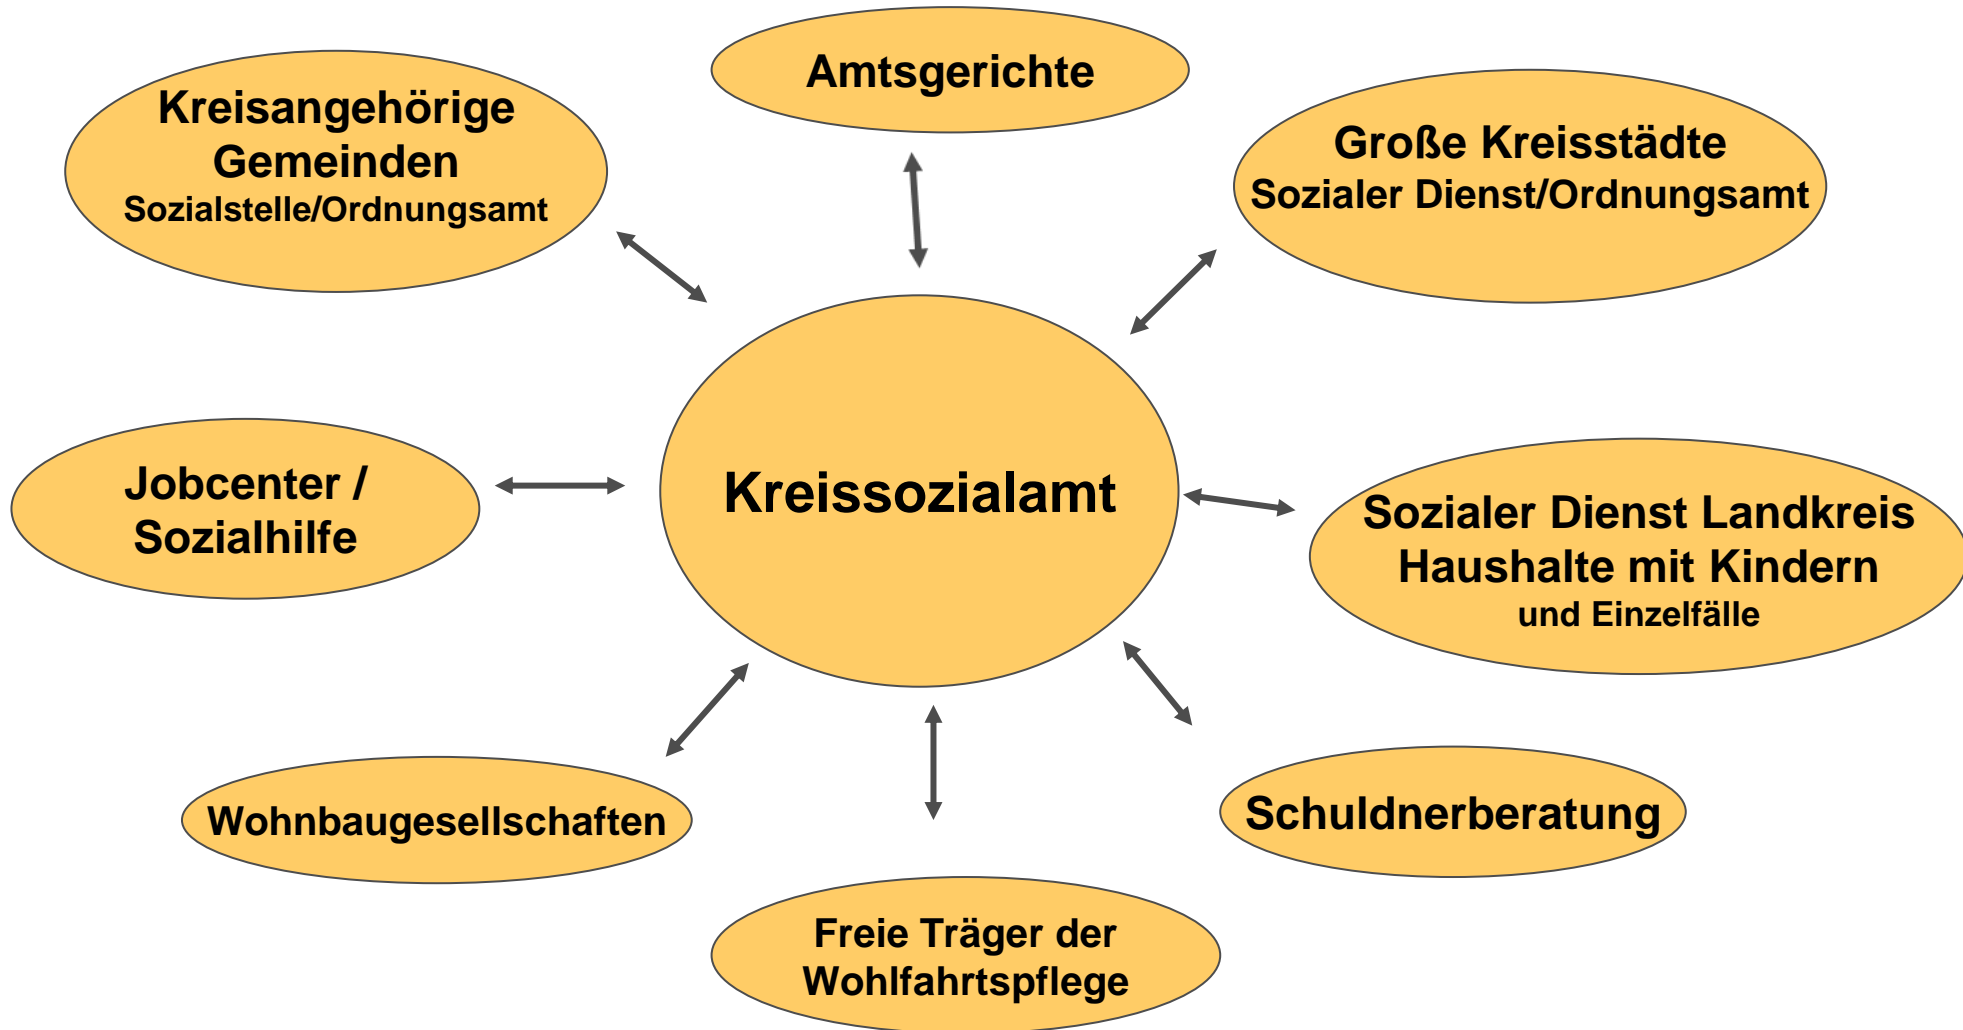 Amtsgerichte
Kreisangehörige
Gemeinden
Sozialstelle/Ordnungsamt
Große Kreisstädte
Sozialer Dienst/Ordnungsamt
Kreissozialamt
Jobcenter /
Sozialhilfe
Sozialer Dienst Landkreis
Haushalte mit Kindern
und Einzelfälle
Wohnbaugesellschaften
Schuldnerberatung
Freie Träger der
Wohlfahrtspflege